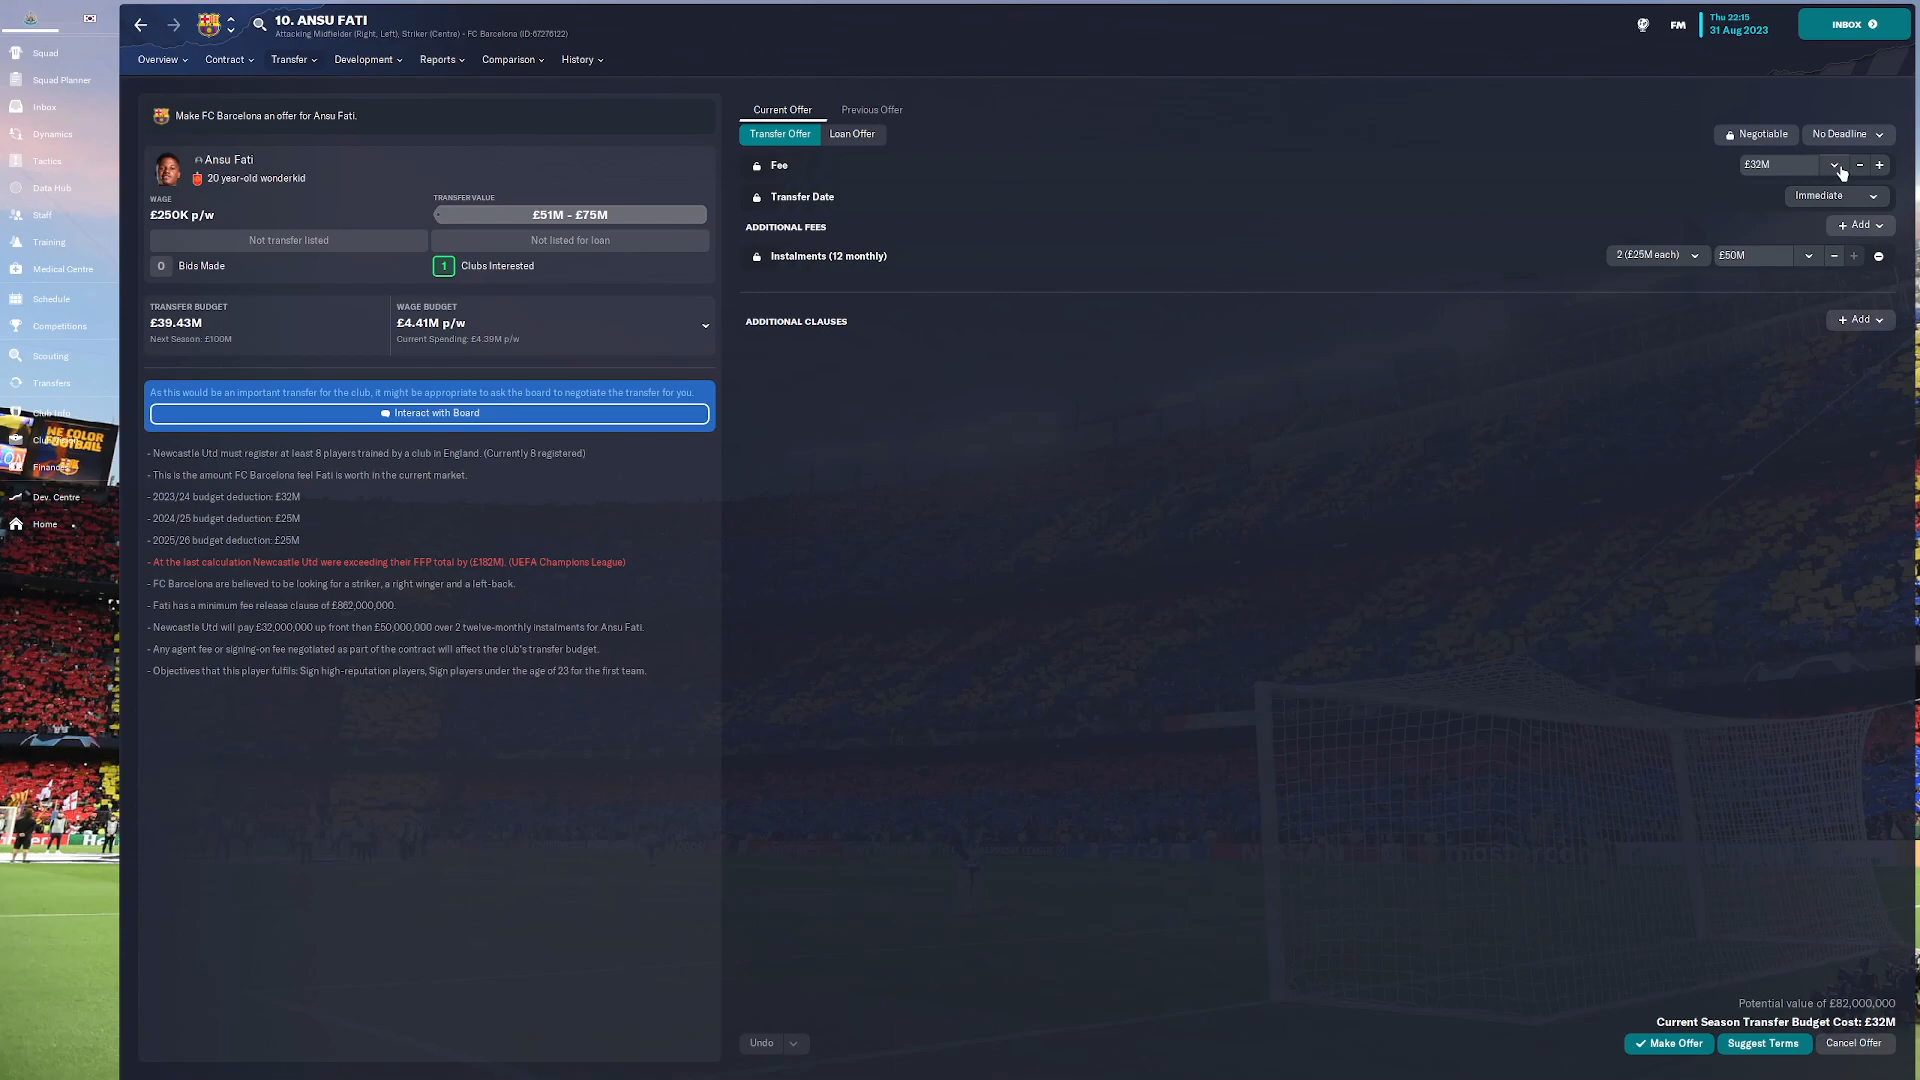 10. ANSU FATI
Attacking Midfielder (Right, Left), Striker (Centre) - FC Barcelona (ID:67276122)
FM
Thu 22:15
31 Aug 2023
INBOX
Overview
Contract
Transfer
Development
Reports
Comparison
History
Squad
Squad Planner
Inbox
Dynamics
Tactics
Data Hub
Staff
Training
Medical Centre
Schedule
Competitions
Scouting
Transfers
Club Info
Finances
Dev. Centre
Home
WE COLOR
FOOTBALL
Make FC Barcelona an offer for Ansu Fati.
Ansu Fati
20 year-old wonderkid
WAGE
£250K p/w
TRANSFER VALUE
£51M - £75M
Not transfer listed
Not listed for loan
0 Bids Made
1 Clubs Interested
TRANSFER BUDGET
£39.43M
Next Season: £100M
WAGE BUDGET
£4.41M p/w
Current Spending: £4.39M p/w
As this would be an important transfer for the club, it might be appropriate to ask the board to negotiate the transfer for you.
Interact with Board
- Newcastle Utd must register at least 8 players trained by a club in England. (Currently 8 registered)
- This is the amount FC Barcelona feel Fati is worth in the current market.
- 2023/24 budget deduction: £32M
- 2024/25 budget deduction: £25M
- 2025/26 budget deduction: £25M
- At the last calculation Newcastle Utd were exceeding their FFP total by (£182M). (UEFA Champions League)
- FC Barcelona are believed to be looking for a striker, a right winger and a left-back.
- Fati has a minimum fee release clause of £862,000,000.
- Newcastle Utd will pay £32,000,000 up front then £50,000,000 over 2 twelve-monthly instalments for Ansu Fati.
- Any agent fee or signing-on fee negotiated as part of the contract will affect the club's transfer budget.
- Objectives that this player fulfils: Sign high-reputation players, Sign players under the age of 23 for the first team.
Current Offer
Previous Offer
Transfer Offer
Loan Offer
Negotiable
No Deadline
Fee
£32M
Transfer Date
Immediate
ADDITIONAL FEES
+ Add
Instalments (12 monthly)
2 (£25M each)
£50M
ADDITIONAL CLAUSES
+ Add
mastercard
Potential value of £82,000,000
Current Season Transfer Budget Cost: £32M
Undo
Make Offer
Suggest Terms
Cancel Offer